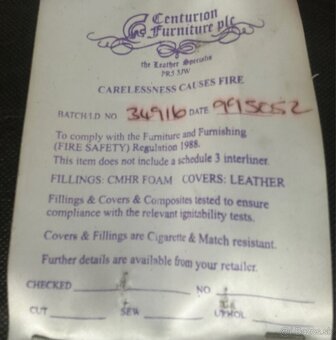 Centurion
Furniture plc
the Leather Specialists
PR5 3JW
CARELESSNESS CAUSES FIRE
BATCH/I.D NO 34916 DATE 995052
To comply with the Furniture and Furnishing
(FIRE SAFETY) Regulation 1988.
This item does not include a schedule 3 interliner.
FILLINGS: CMHR FOAM COVERS: LEATHER
Fillings & Covers & Composites tested to ensure
compliance with the relevant ignitability tests.
Covers & Fillings are Cigarette & Match resistant.
Further details are available from your retailer.
CHECKED NO
CUT SEW UPHOL